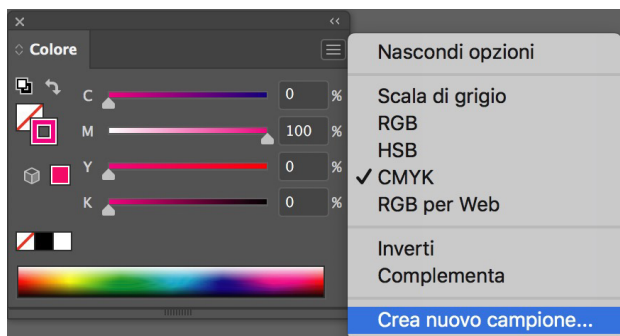 Colore
C 0 %
M 100 %
Y 0 %
K 0 %
Nascondi opzioni
Scala di grigio
RGB
HSB
✓ CMYK
RGB per Web
Inverti
Complementa
Crea nuovo campione...